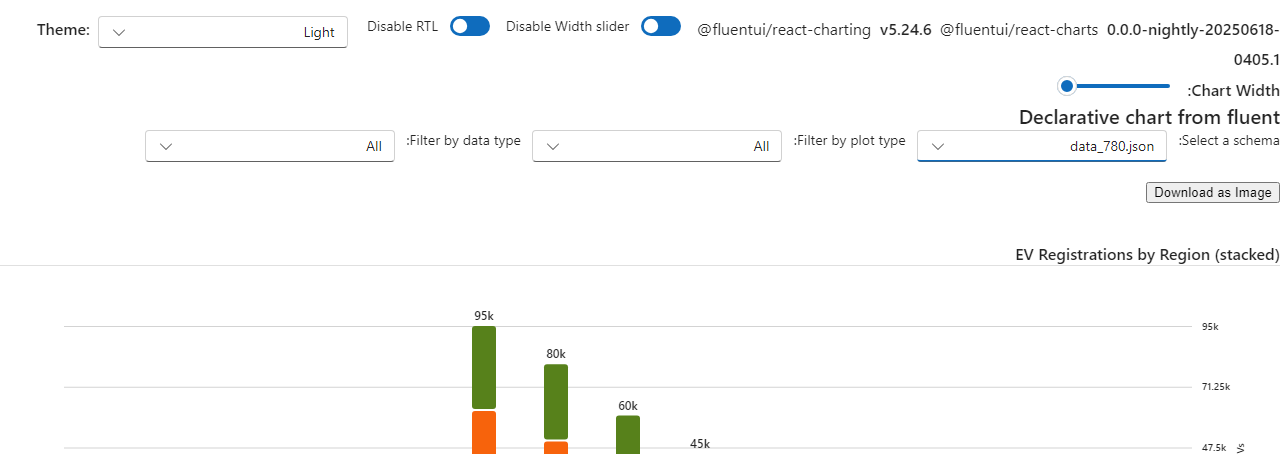 Theme: Light Disable RTL Disable Width slider @fluentui/react-charting v5.24.6 @fluentui/react-charts 0.0.0-nightly-20250618-
0405.1
:Chart Width
Declarative chart from fluent
:Select a schema data_780.json :Filter by plot type All :Filter by data type All
Download as Image
EV Registrations by Region (stacked)
95k
95k
80k
71.25k
60k
45k
47.5k
Vs